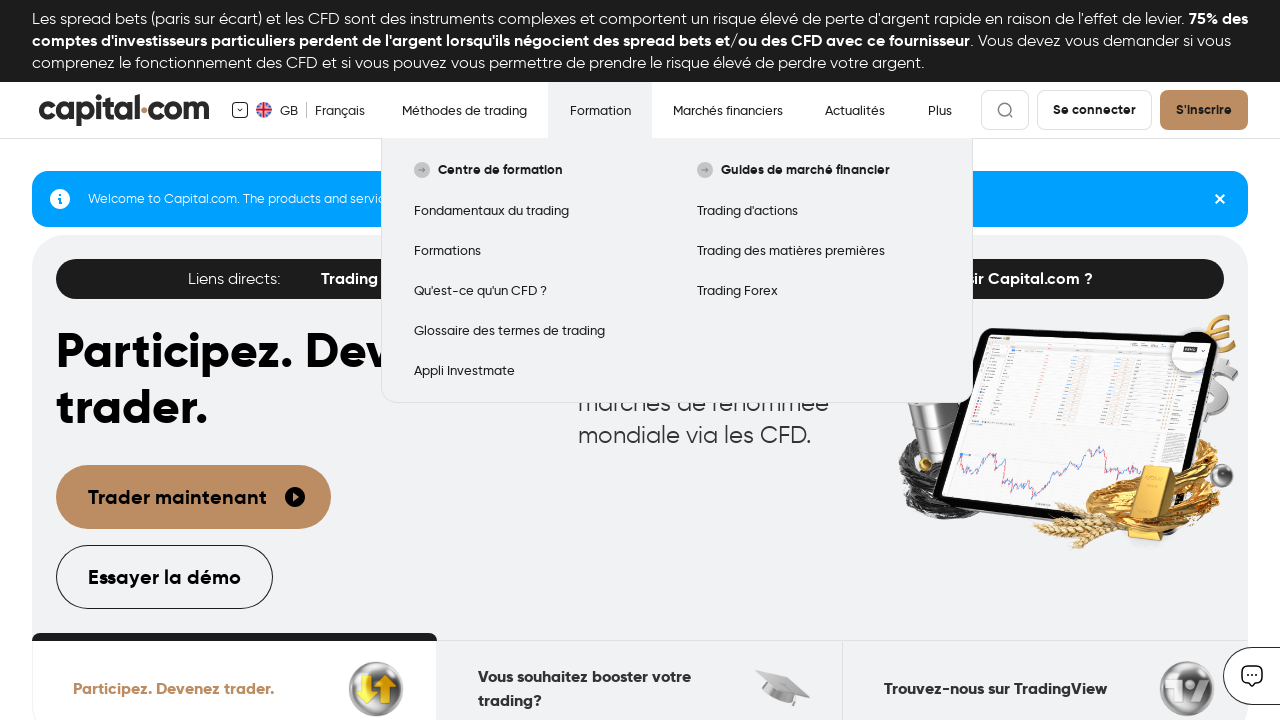 Les spread bets (paris sur écart) et les CFD sont des instruments complexes et comportent un risque élevé de perte d'argent rapide en raison de l'effet de levier. 75% des
comptes d'investisseurs particuliers perdent de l'argent lorsqu'ils négocient des spread bets et/ou des CFD avec ce fournisseur. Vous devez vous demander si vous
comprenez le fonctionnement des CFD et si vous pouvez vous permettre de prendre le risque élevé de perdre votre argent.
capital.com GB Français Méthodes de trading Formation Marchés financiers Actualités Plus Se connecter S'inscrire
Centre de formation
Fondamentaux du trading
Formations
Qu'est-ce qu'un CFD ?
Glossaire des termes de trading
Appli Investmate
Guides de marché financier
Trading d'actions
Trading des matières premières
Trading Forex
Welcome to Capital.com. The products and
Liens directs: Trading
Capital.com ?
Participez.
trader.
marchés de renommée
mondiale via les CFD.
Trader maintenant
Essayer la démo
Participez. Devenez trader.
Vous souhaitez booster votre
trading?
Trouvez-nous sur TradingView